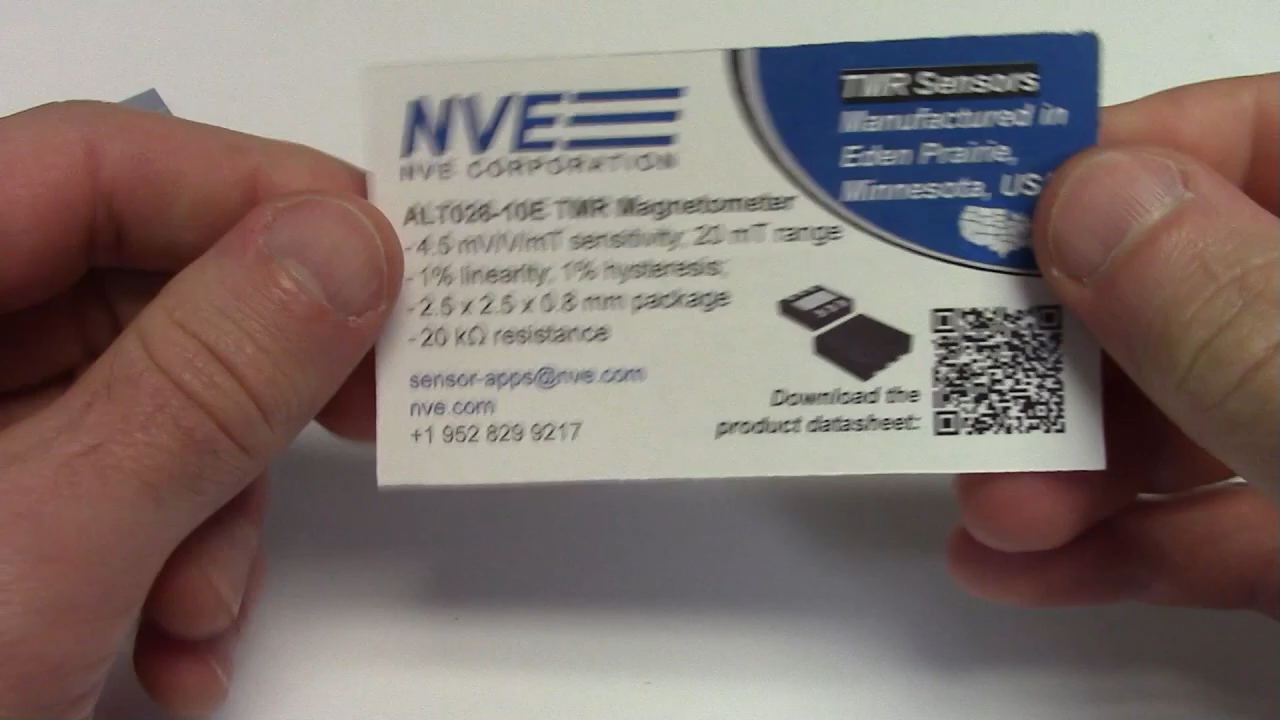 NVE
NVE CORPORATION
TMR Sensors
Manufactured in
Eden Prairie,
Minnesota, US
ALT026-10E TMR Magnetometer
- 4.5 mV/V/mT sensitivity; 20 mT range
- 1% linearity; 1% hysteresis;
- 2.5 x 2.5 x 0.8 mm package
- 20 kΩ resistance
sensor-apps@nve.com
nve.com
+1 952 829 9217
Download the
product datasheet: